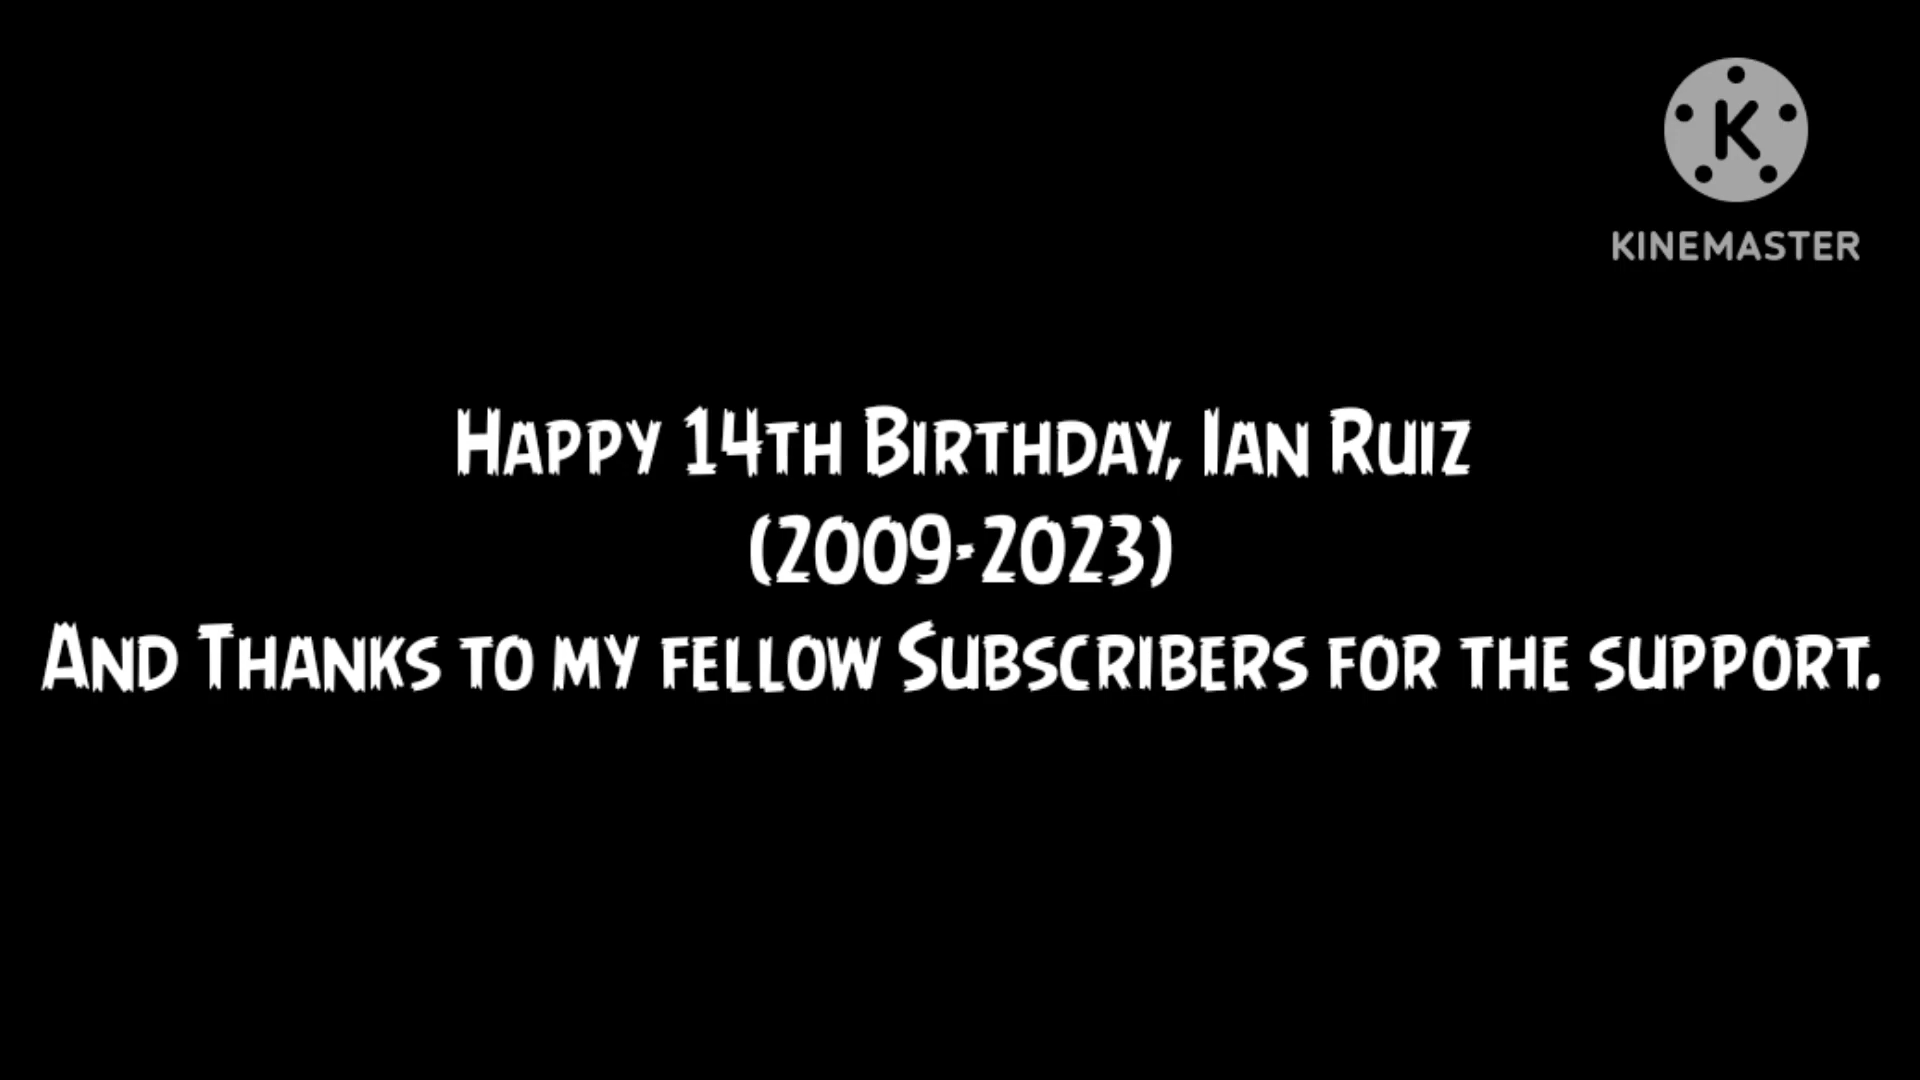 K
KINEMASTER
Happy 14th Birthday, Ian Ruiz
(2009-2023)
And Thanks to my fellow Subscribers for the support.